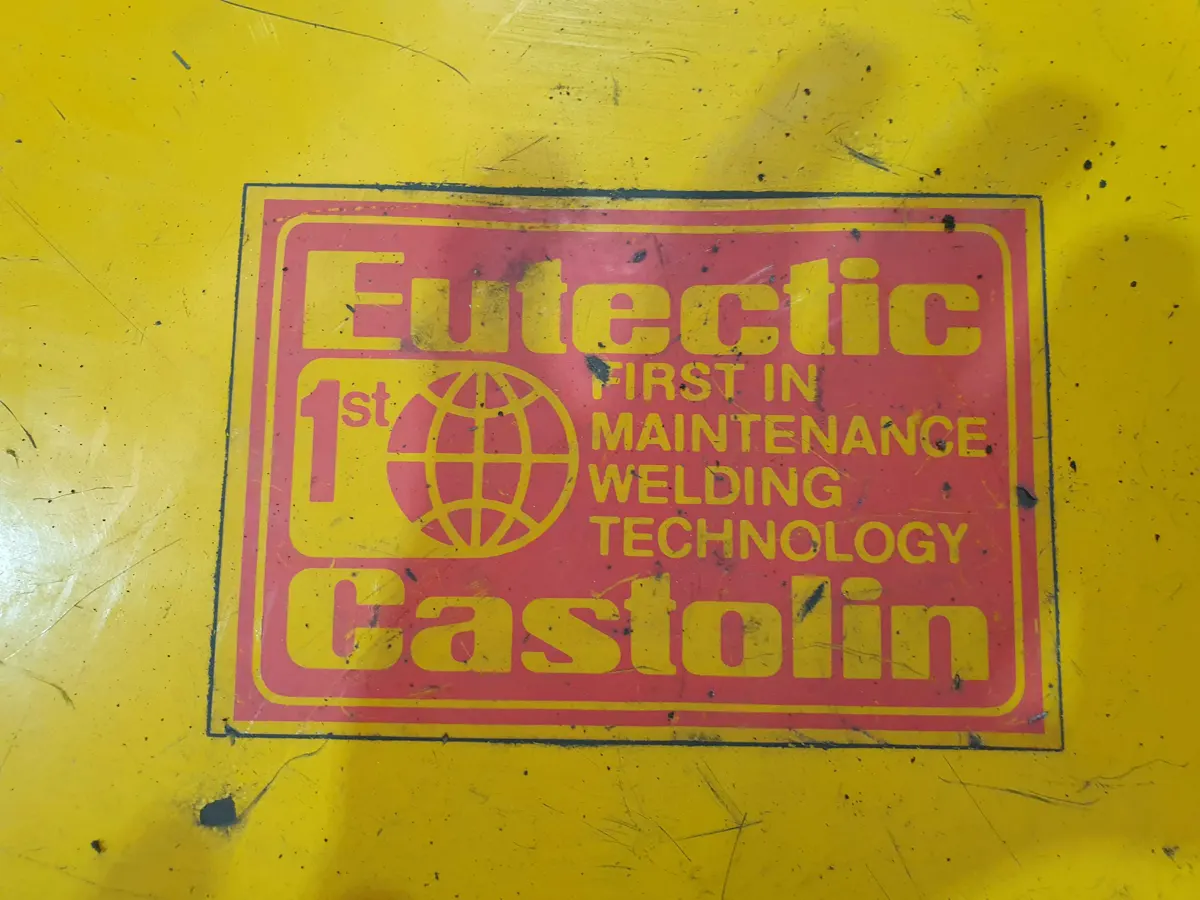 Eutectic
1st
FIRST IN
MAINTENANCE
WELDING
TECHNOLOGY
Castolin